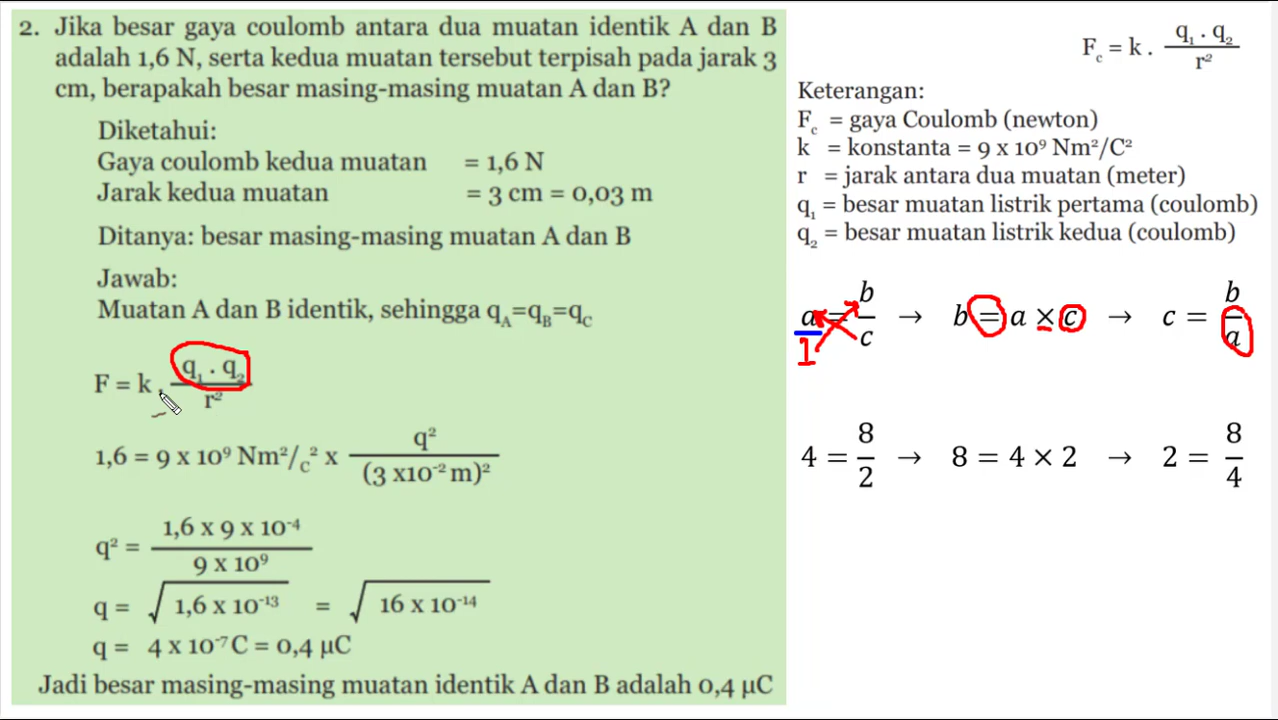 2. Jika besar gaya coulomb antara dua muatan identik A dan B
adalah 1,6 N, serta kedua muatan tersebut terpisah pada jarak 3
cm, berapakah besar masing-masing muatan A dan B?
Diketahui:
Gaya coulomb kedua muatan = 1,6 N
Jarak kedua muatan = 3 cm = 0,03 m
Ditanya: besar masing-masing muatan A dan B
Jawab:
Muatan A dan B identik, sehingga q_A=q_B=q_C
F = k . (q₁ . q₂)/r²
1,6 = 9 x 10⁹ Nm²/c² x q²/(3 x10⁻² m)²
q² = (1,6 x 9 x 10⁻⁴)/(9 x 10⁹)
q = √(1,6 x 10⁻¹³) = √(16 x 10⁻¹⁴)
q = 4 x 10⁻⁷ C = 0,4 µC
Jadi besar masing-masing muatan identik A dan B adalah 0,4 µC
F_c = k . (q₁ . q₂)/r²
Keterangan:
F_c = gaya Coulomb (newton)
k = konstanta = 9 x 10⁹ Nm²/C²
r = jarak antara dua muatan (meter)
q₁ = besar muatan listrik pertama (coulomb)
q₂ = besar muatan listrik kedua (coulomb)
a = b/c → b = a × c → c = b/a
1
4 = 8/2 → 8 = 4 × 2 → 2 = 8/4